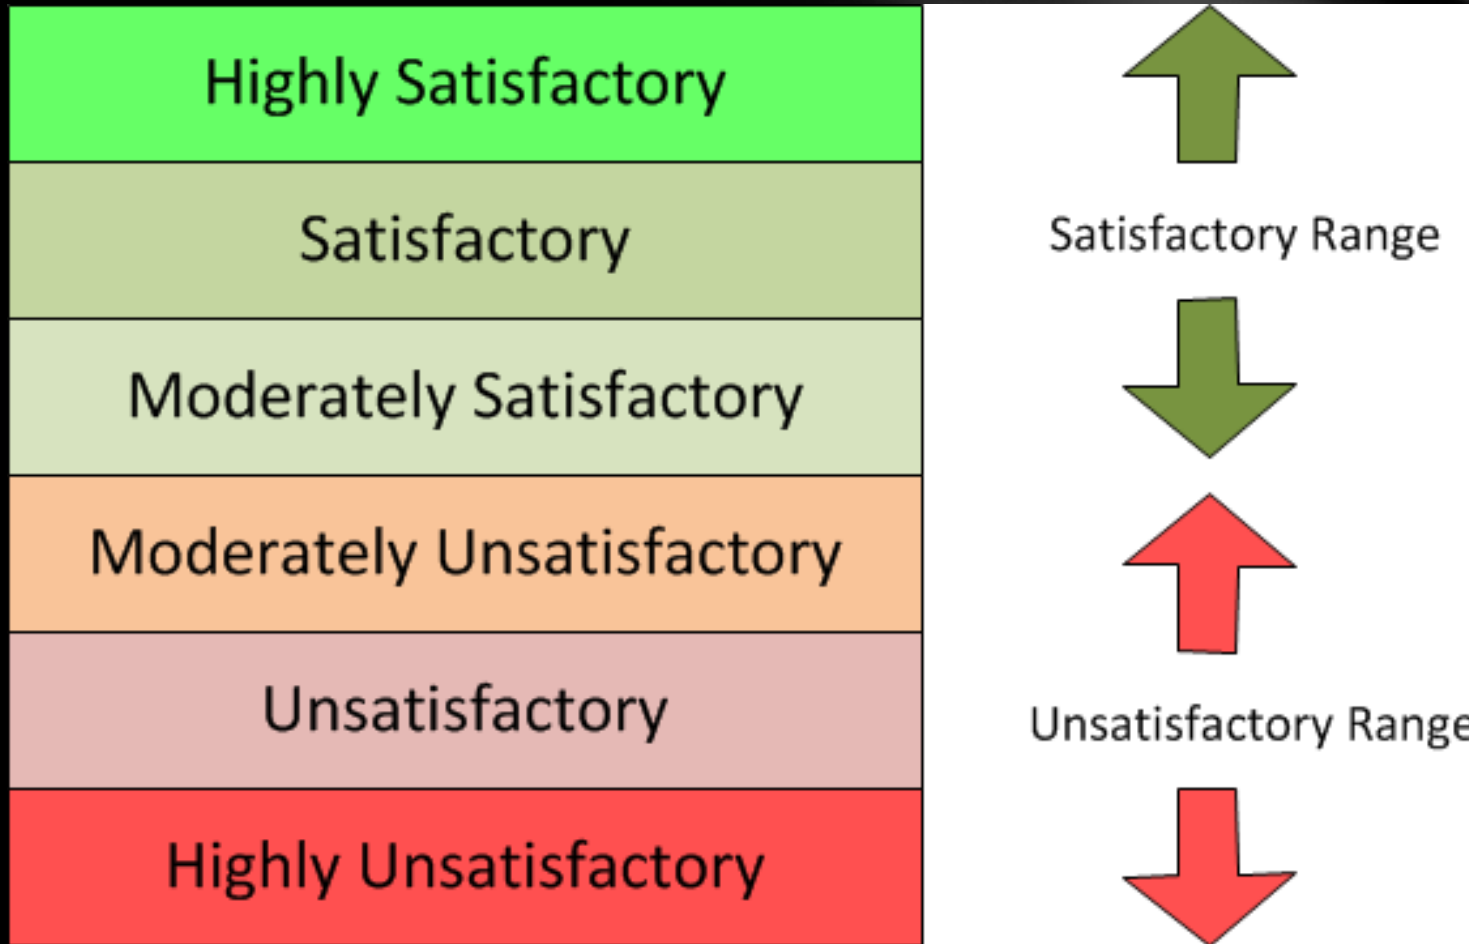 Highly Satisfactory
Satisfactory
Satisfactory Range
Moderately Satisfactory
Moderately Unsatisfactory
Unsatisfactory
Unsatisfactory Range
Highly Unsatisfactory